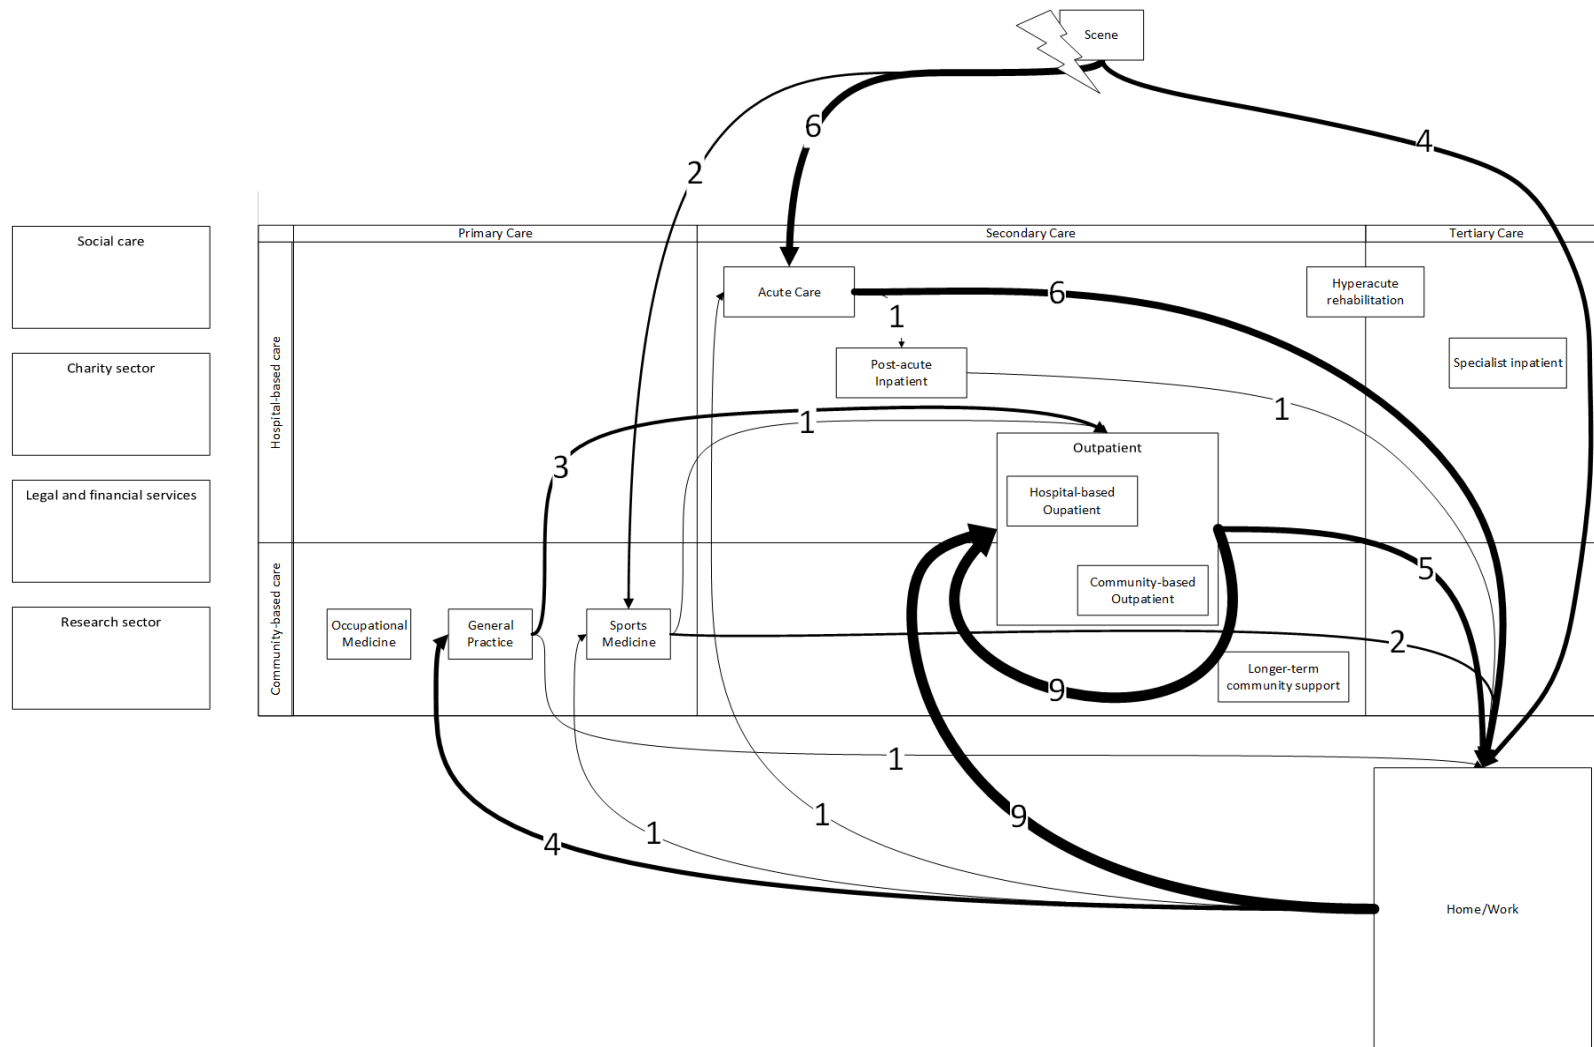 Scene
6
4
2
Social care
Charity sector
Legal and financial services
Research sector
Primary Care
Secondary Care
Tertiary Care
Hospital-based care
Community-based care
Acute Care
6
1
Hyperacute
rehabilitation
Post-acute
Inpatient
Specialist inpatient
1
1
3
Outpatient
Hospital-based
Oupatient
5
Community-based
Outpatient
Occupational
Medicine
General
Practice
Sports
Medicine
2
Longer-term
community support
9
1
1
1
9
4
Home/Work